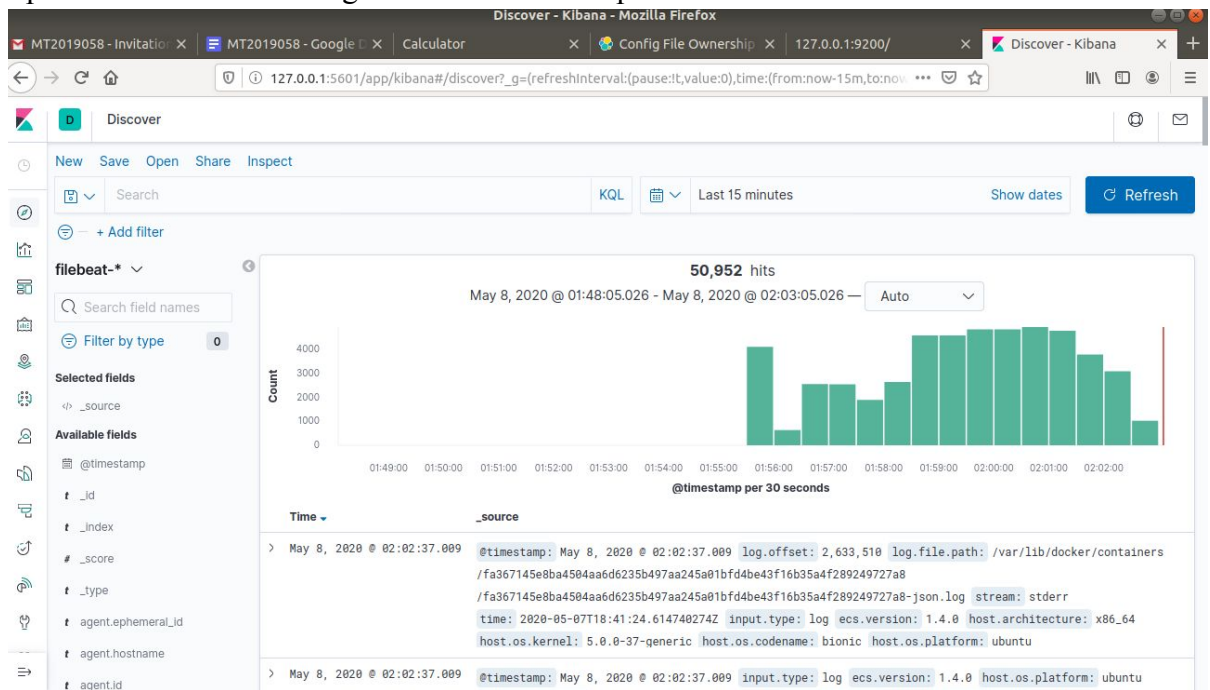 Discover - Kibana - Mozilla Firefox
MT2019058 - Invitation MT2019058 - Google D Calculator Config File Ownership 127.0.0.1:9200/ Discover - Kibana
127.0.0.1:5601/app/kibana#/discover?_g=(refreshInterval:(pause:!t,value:0),time:(from:now-15m,to:now
D Discover
New Save Open Share Inspect
Search KQL Last 15 minutes Show dates Refresh
+ Add filter
filebeat-*
50,952 hits
May 8, 2020 @ 01:48:05.026 - May 8, 2020 @ 02:03:05.026 — Auto
Search field names
Filter by type 0
Selected fields
_source
Available fields
@timestamp
t _id
t _index
# _score
t _type
t agent.ephemeral_id
t agent.hostname
t agent.id
Count
4000
3000
2000
1000
0
01:49:00 01:50:00 01:51:00 01:52:00 01:53:00 01:54:00 01:55:00 01:56:00 01:57:00 01:58:00 01:59:00 02:00:00 02:01:00 02:02:00
@timestamp per 30 seconds
Time _source
May 8, 2020 @ 02:02:37.009 @timestamp: May 8, 2020 @ 02:02:37.009 log.offset: 2,633,510 log.file.path: /var/lib/docker/containers
/fa367145e8ba4504aa6d6235b497aa245a01bfd4be43f16b35a4f289249727a8
/fa367145e8ba4504aa6d6235b497aa245a01bfd4be43f16b35a4f289249727a8-json.log stream: stderr
time: 2020-05-07T18:41:24.614740274Z input.type: log ecs.version: 1.4.0 host.architecture: x86_64
host.os.kernel: 5.0.0-37-generic host.os.codename: bionic host.os.platform: ubuntu
May 8, 2020 @ 02:02:37.009 @timestamp: May 8, 2020 @ 02:02:37.009 input.type: log ecs.version: 1.4.0 host.os.platform: ubuntu